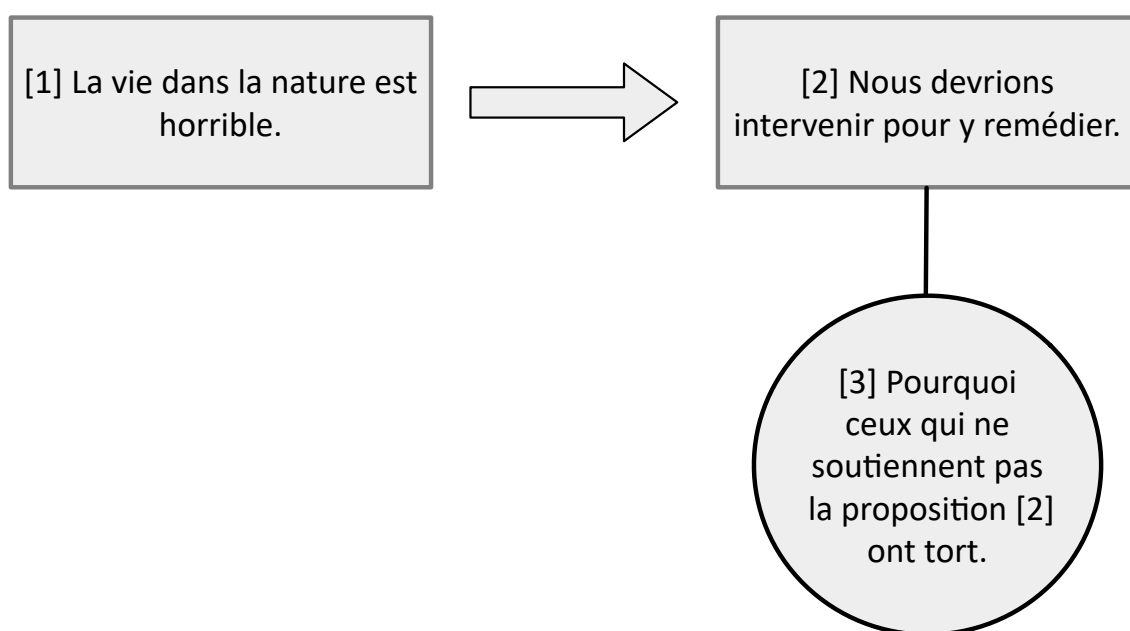 [1] La vie dans la nature est
horrible.
[2] Nous devrions
intervenir pour y remédier.
[3] Pourquoi
ceux qui ne
soutiennent pas
la proposition [2]
ont tort.